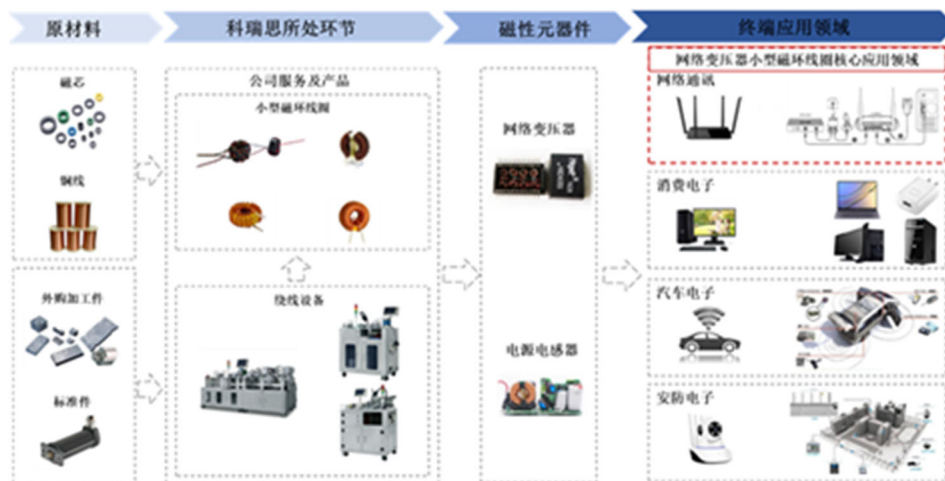 原材料
科瑞思所处环节
磁性元器件
终端应用领域
磁芯
铜线
外购加工件
标准件
公司服务及产品
小型磁环线圈
绕线设备
网络变压器
电源电感器
网络变压器小型磁环线圈核心应用领域
网络通讯
消费电子
汽车电子
安防电子